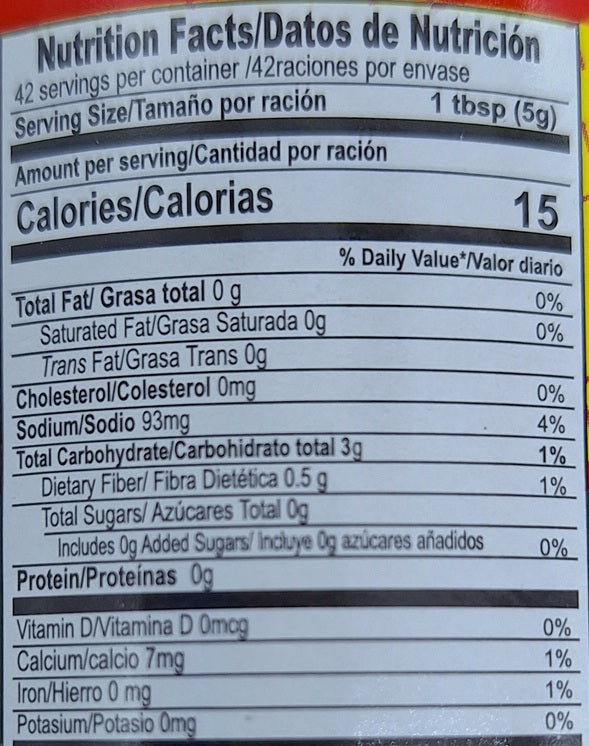 Nutrition Facts/Datos de Nutrición
42 servings per container /42raciones por envase
Serving Size/Tamaño por ración 1 tbsp (5g)
Amount per serving/Cantidad por ración
Calories/Calorias 15
% Daily Value*/Valor diario
Total Fat/ Grasa total 0 g 0%
Saturated Fat/Grasa Saturada 0g 0%
Trans Fat/Grasa Trans 0g
Cholesterol/Colesterol 0mg 0%
Sodium/Sodio 93mg 4%
Total Carbohydrate/Carbohidrato total 3g 1%
Dietary Fiber/ Fibra Dietética 0.5 g 1%
Total Sugars/ Azúcares Total 0g
Includes 0g Added Sugars/ Incluye 0g azúcares añadidos 0%
Protein/Proteínas 0g
Vitamin D/Vitamina D 0mcg 0%
Calcium/calcio 7mg 1%
Iron/Hierro 0 mg 1%
Potasium/Potasio 0mg 0%